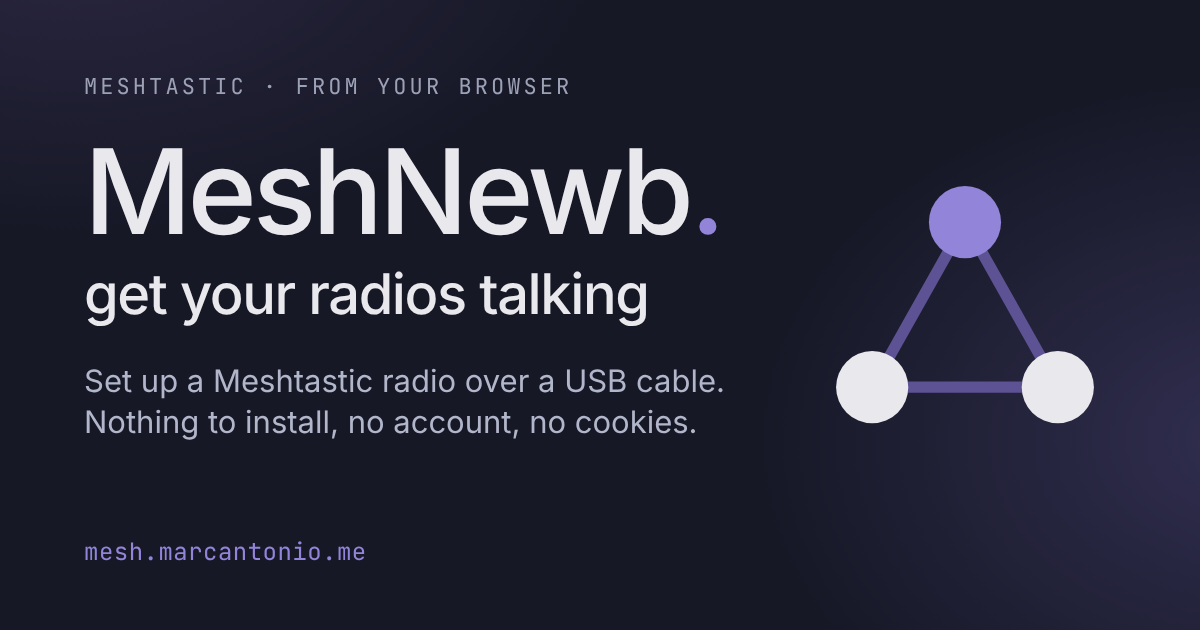 MESHTASTIC · FROM YOUR BROWSER
MeshNewb.
get your radios talking
Set up a Meshtastic radio over a USB cable.
Nothing to install, no account, no cookies.
mesh.marcantonio.me